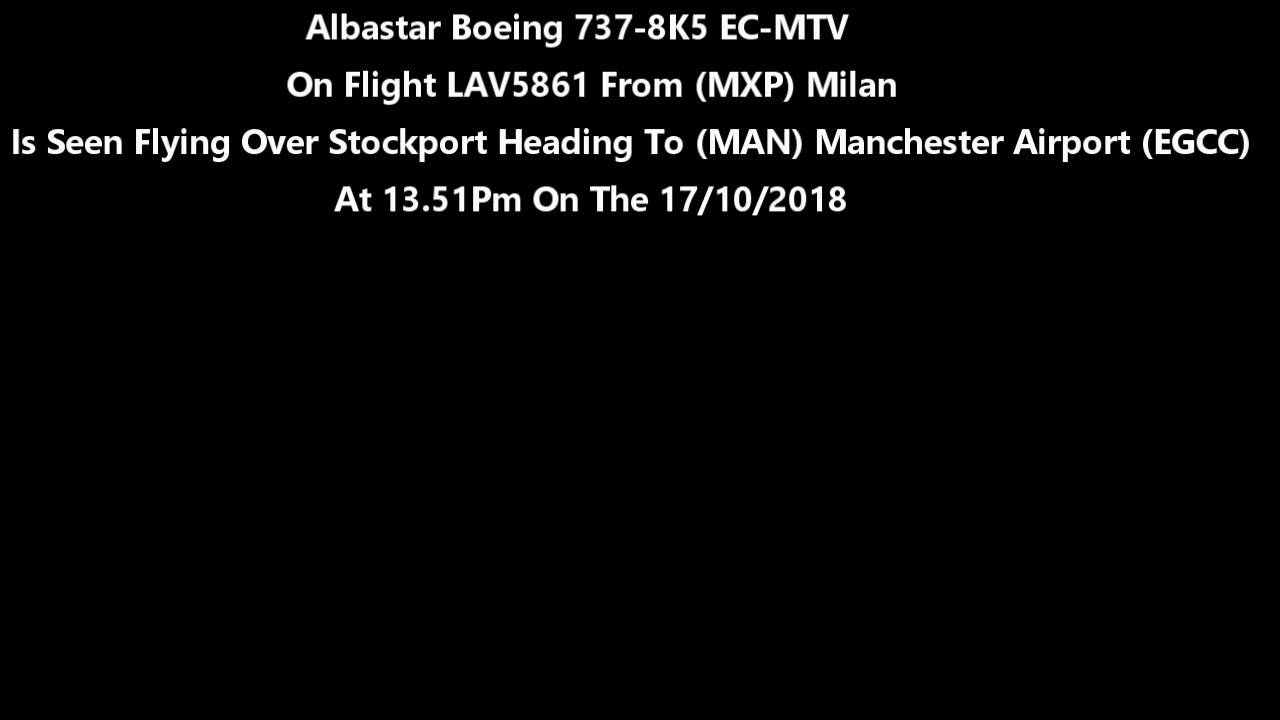 Albastar Boeing 737-8K5 EC-MTV
On Flight LAV5861 From (MXP) Milan
Is Seen Flying Over Stockport Heading To (MAN) Manchester Airport (EGCC)
At 13.51Pm On The 17/10/2018